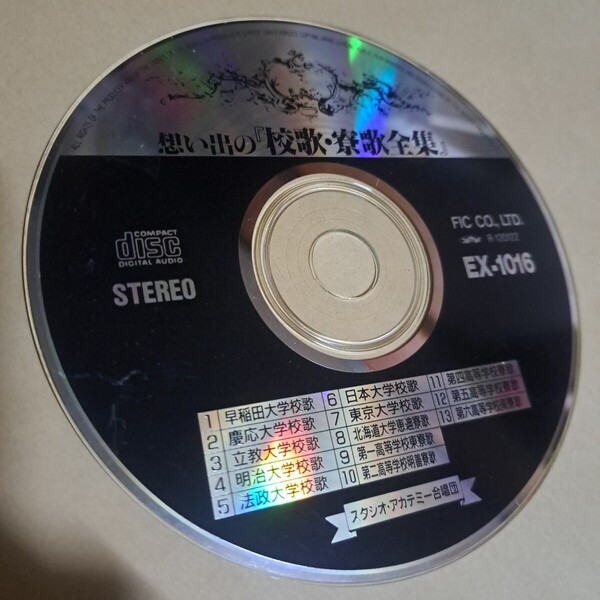 想い出の『校歌・寮歌全集』
COMPACT
disc
DIGITAL AUDIO
STEREO
FIC CO., LTD.
R-120122
EX-1016
1 早稲田大学校歌
2 慶応大学校歌
3 立教大学校歌
4 明治大学校歌
5 法政大学校歌
6 日本大学校歌
7 東京大学校歌
8 北海道大学恵迪寮歌
9 第一高等学校東寮歌
10 第二高等学校明善寮歌
11 第四高等学校寮歌
12 第五高等学校寮歌
13 第六高等学校寮歌
スタジオ・アカデミー合唱団